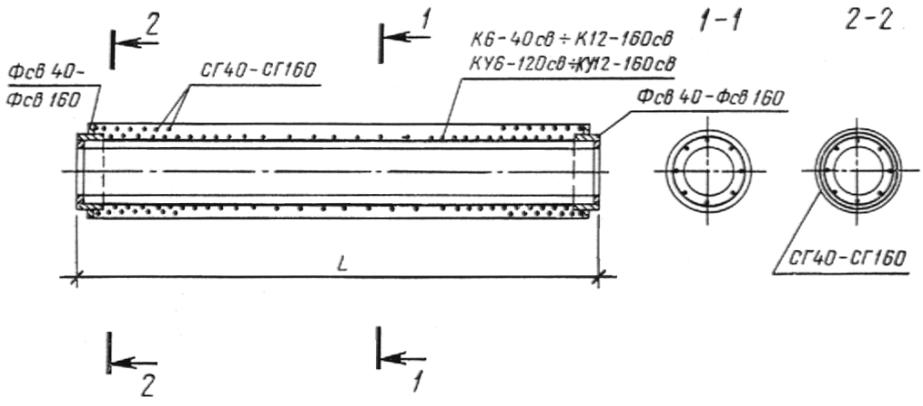 2
1
1-1
2-2
К6-40св÷К12-160св
КУ6-120св÷КУ12-160св
Фсв 40-
Фсв 160
СГ40-СГ160
Фсв 40-Фсв 160
СГ40-СГ160
L
2
1